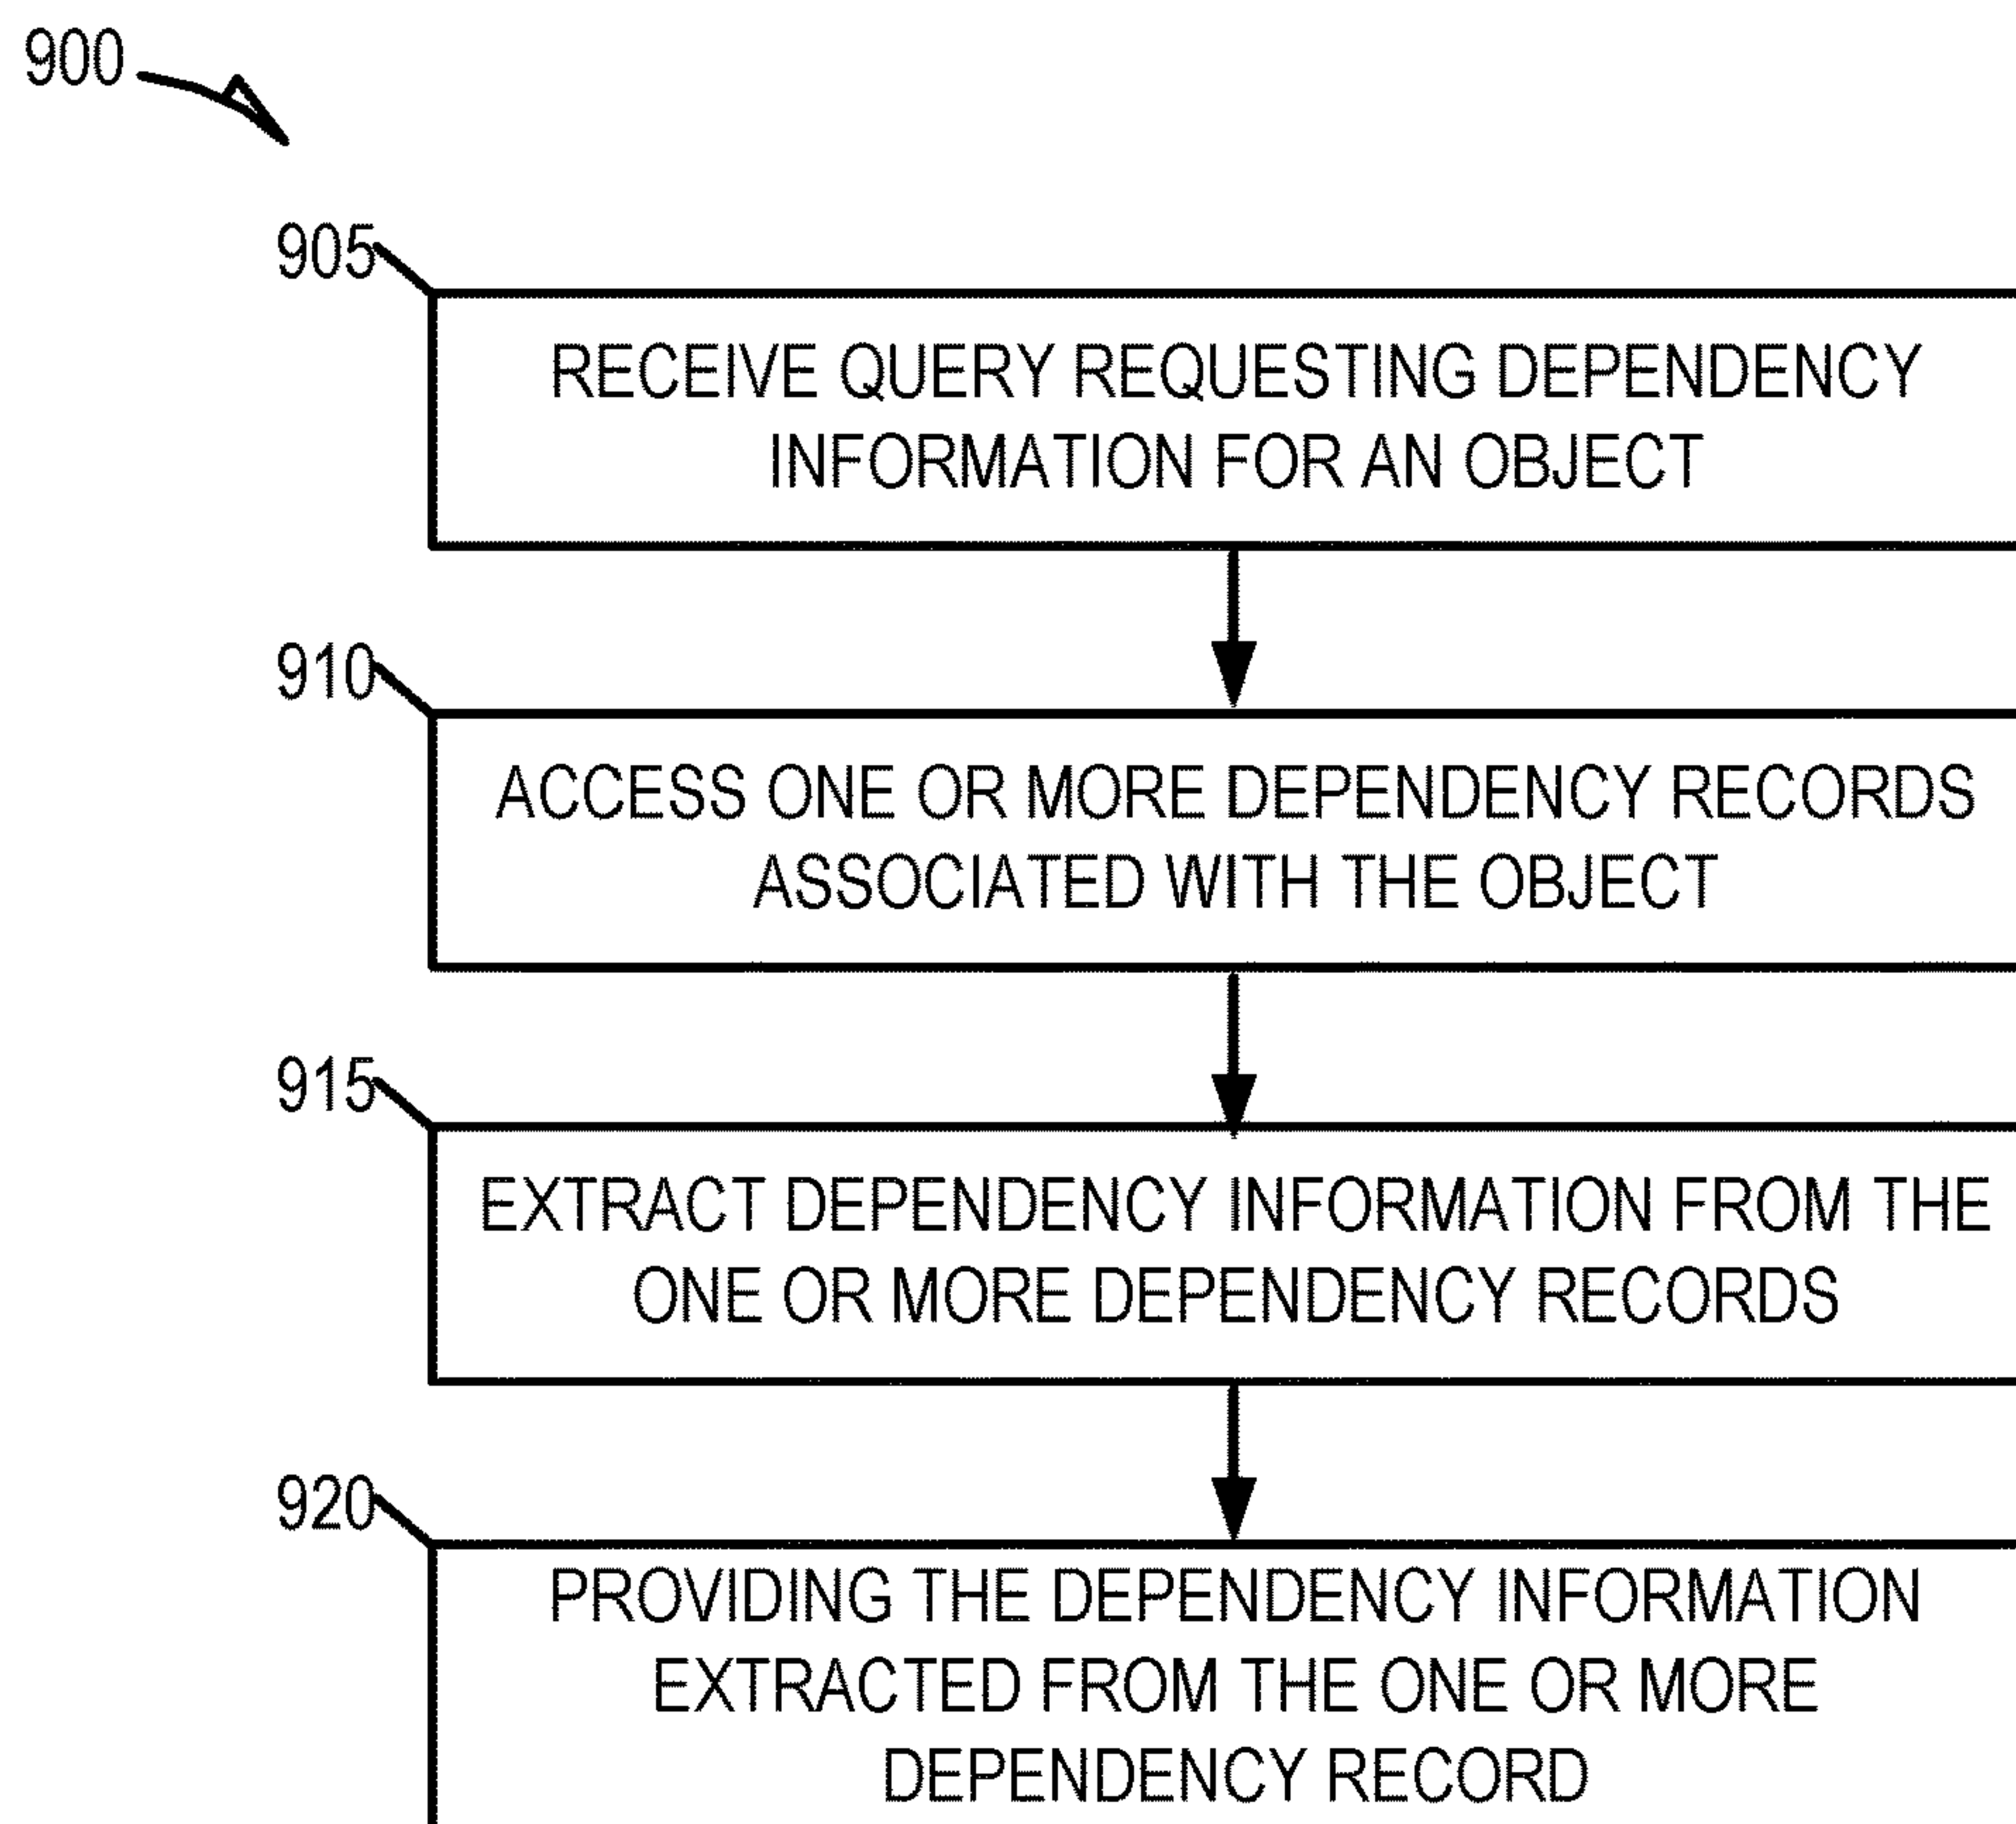 900
905
RECEIVE QUERY REQUESTING DEPENDENCY
INFORMATION FOR AN OBJECT
910
ACCESS ONE OR MORE DEPENDENCY RECORDS
ASSOCIATED WITH THE OBJECT
915
EXTRACT DEPENDENCY INFORMATION FROM THE
ONE OR MORE DEPENDENCY RECORDS
920
PROVIDING THE DEPENDENCY INFORMATION
EXTRACTED FROM THE ONE OR MORE
DEPENDENCY RECORD